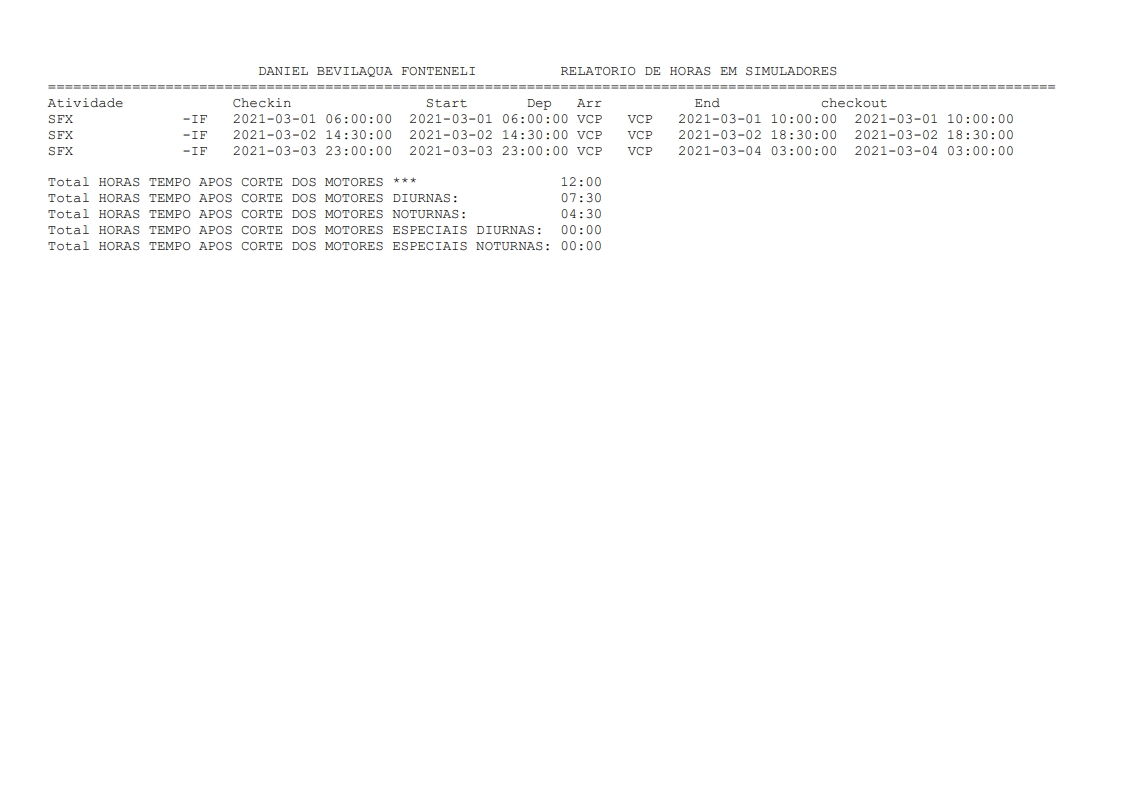 DANIEL BEVILAQUA FONTENELI          RELATORIO DE HORAS EM SIMULADORES
========================================================================================================================
Atividade             Checkin                Start       Dep   Arr           End            checkout
SFX             -IF   2021-03-01 06:00:00  2021-03-01 06:00:00 VCP   VCP   2021-03-01 10:00:00  2021-03-01 10:00:00
SFX             -IF   2021-03-02 14:30:00  2021-03-02 14:30:00 VCP   VCP   2021-03-02 18:30:00  2021-03-02 18:30:00
SFX             -IF   2021-03-03 23:00:00  2021-03-03 23:00:00 VCP   VCP   2021-03-04 03:00:00  2021-03-04 03:00:00
Total HORAS TEMPO APOS CORTE DOS MOTORES ***                 12:00
Total HORAS TEMPO APOS CORTE DOS MOTORES DIURNAS:            07:30
Total HORAS TEMPO APOS CORTE DOS MOTORES NOTURNAS:           04:30
Total HORAS TEMPO APOS CORTE DOS MOTORES ESPECIAIS DIURNAS:  00:00
Total HORAS TEMPO APOS CORTE DOS MOTORES ESPECIAIS NOTURNAS: 00:00